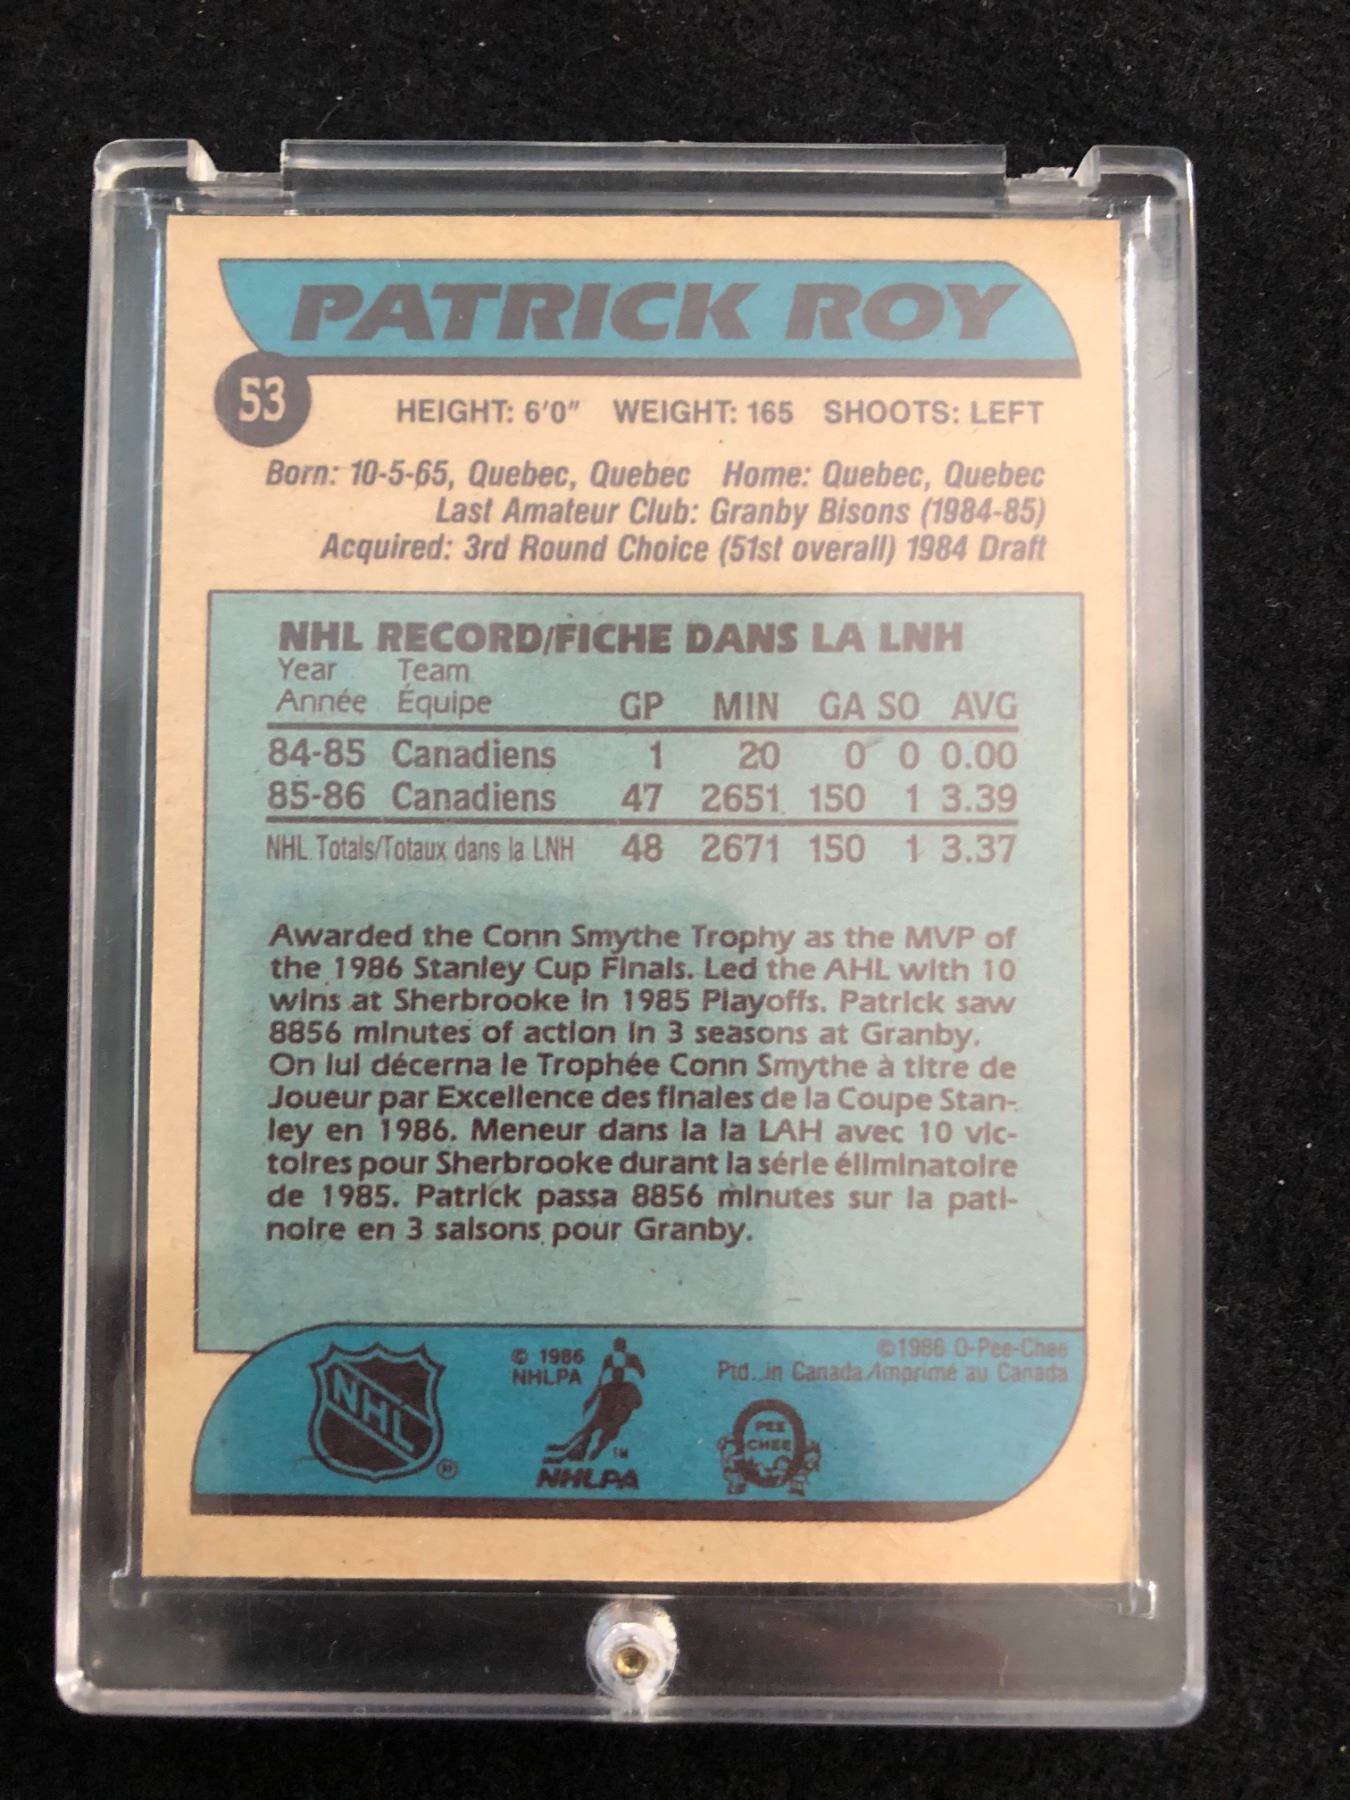 PATRICK ROY
53
HEIGHT: 6'0" WEIGHT: 165 SHOOTS: LEFT
Born: 10-5-65, Quebec, Quebec Home: Quebec, Quebec
Last Amateur Club: Granby Bisons (1984-85)
Acquired: 3rd Round Choice (51st overall) 1984 Draft
NHL RECORD/FICHE DANS LA LNH
Year Team
Année Équipe GP MIN GA SO AVG
84-85 Canadiens 1 20 0 0 0.00
85-86 Canadiens 47 2651 150 1 3.39
NHL Totals/Totaux dans la LNH 48 2671 150 1 3.37
Awarded the Conn Smythe Trophy as the MVP of
the 1986 Stanley Cup Finals. Led the AHL with 10
wins at Sherbrooke in 1985 Playoffs. Patrick saw
8856 minutes of action in 3 seasons at Granby.
On lui décerna le Trophée Conn Smythe à titre de
Joueur par Excellence des finales de la Coupe Stan-
ley en 1986. Meneur dans la la LAH avec 10 vic-
toires pour Sherbrooke durant la série éliminatoire
de 1985. Patrick passa 8856 minutes sur la pati-
noire en 3 saisons pour Granby.
©1986 O-Pee-Chee
Ptd. in Canada/Imprimé au Canada
© 1986
NHLPA
NHL
®
TM
NHLPA
PEE
CHEE